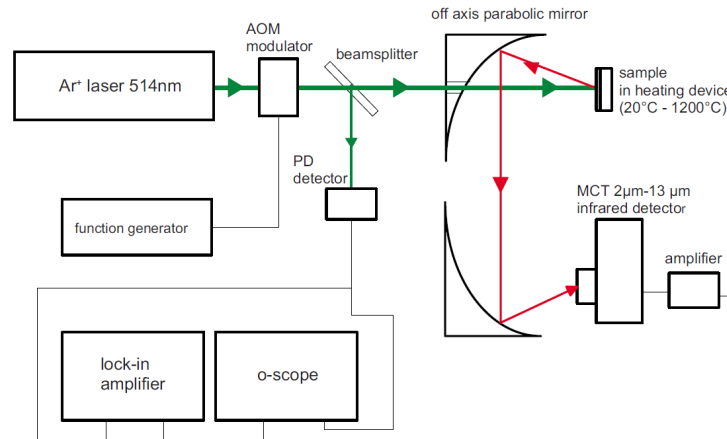 off axis parabolic mirror
AOM
modulator
beamsplitter
Ar⁺ laser 514nm
sample
in heating device
(20°C - 1200°C)
PD
detector
MCT 2µm-13 µm
infrared detector
function generator
amplifier
lock-in
amplifier
o-scope